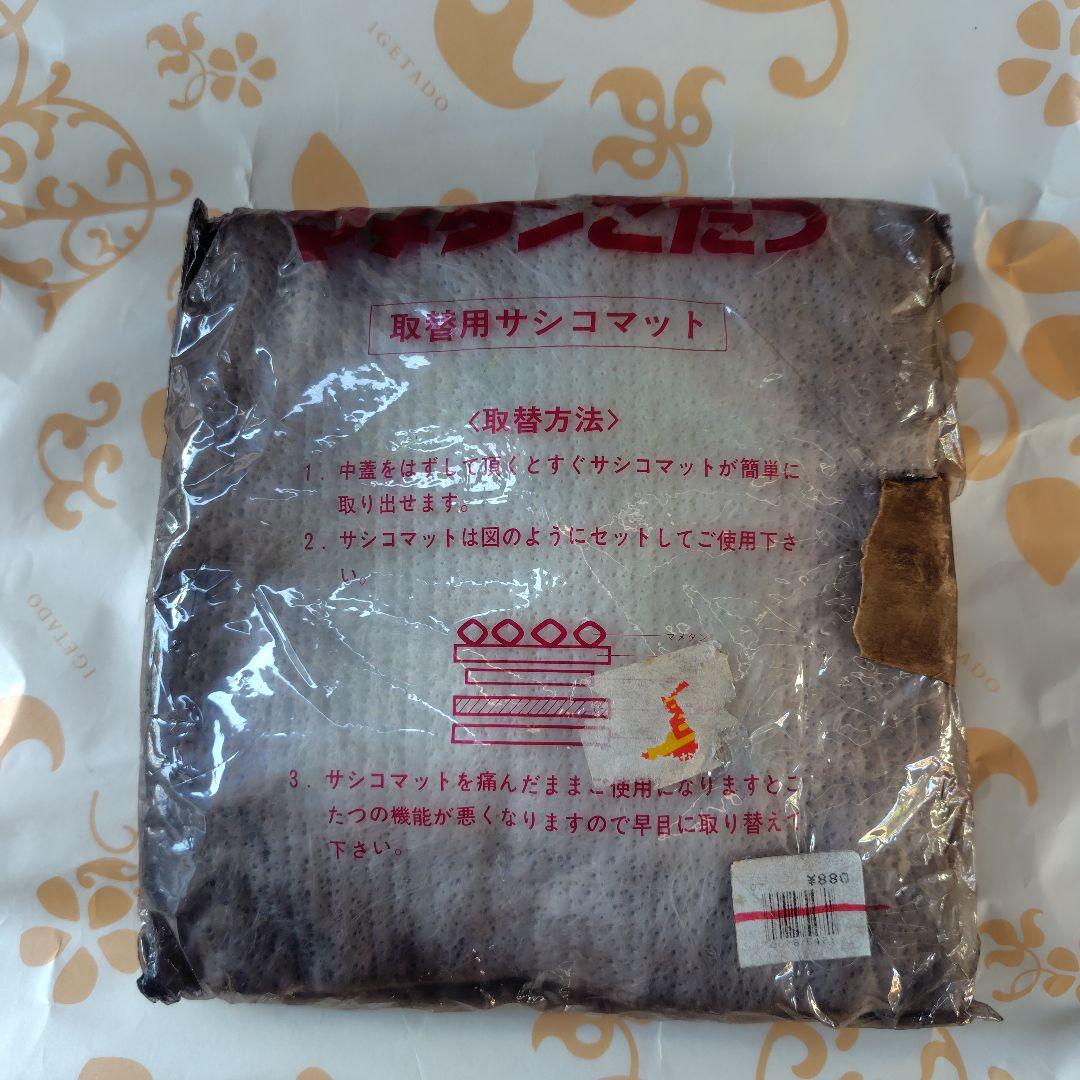 IGETADO
マメタンこたつ
取替用サシコマット
〈取替方法〉
1. 中蓋をはずして頂くとすぐサシコマットが簡単に
取り出せます。
2. サシコマットは図のようにセットしてご使用下さ
い。
マメタン
3. サシコマットを痛んだままご使用になりますとこ
たつの機能が悪くなりますので早目に取り替えて
下さい。
¥880
IGETADO
IGETADO